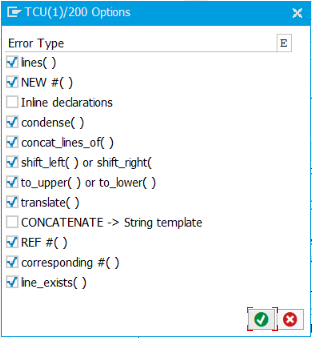 TCU(1)/200 Options
Error Type E
lines( )
NEW #( )
Inline declarations
condense( )
concat_lines_of( )
shift_left( ) or shift_right(
to_upper( ) or to_lower( )
translate( )
CONCATENATE -> String template
REF #( )
corresponding #( )
line_exists( )